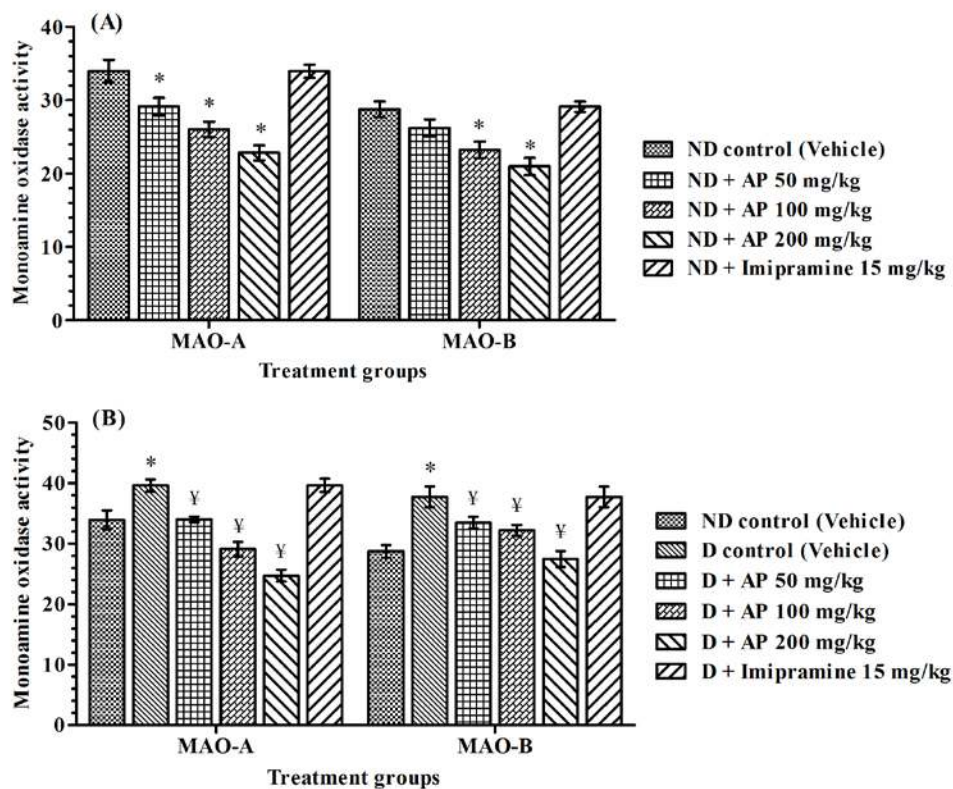 (A)
Monoamine oxidase activity
40
30
20
10
0
*
*
*
*
*
MAO-A
MAO-B
Treatment groups
ND control (Vehicle)
ND + AP 50 mg/kg
ND + AP 100 mg/kg
ND + AP 200 mg/kg
ND + Imipramine 15 mg/kg
(B)
Monoamine oxidase activity
50
40
30
20
10
0
*
¥
¥
¥
*
¥
¥
¥
MAO-A
MAO-B
Treatment groups
ND control (Vehicle)
D control (Vehicle)
D + AP 50 mg/kg
D + AP 100 mg/kg
D + AP 200 mg/kg
D + Imipramine 15 mg/kg